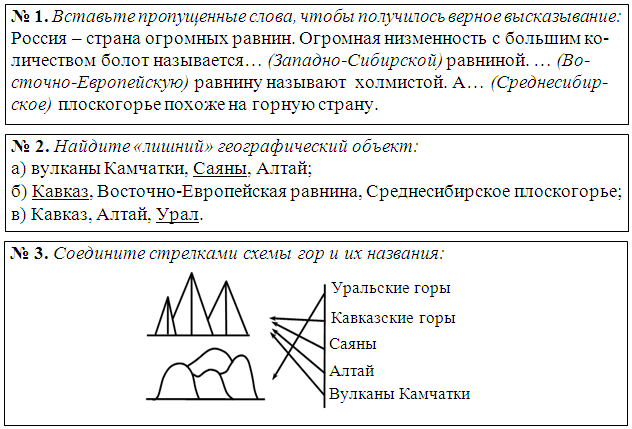 № 1. Вставьте пропущенные слова, чтобы получилось верное высказывание:
Россия – страна огромных равнин. Огромная низменность с большим ко-
личеством болот называется… (Западно-Сибирской) равниной. … (Во-
сточно-Европейскую) равнину называют холмистой. А… (Среднесибир-
ское) плоскогорье похоже на горную страну.
№ 2. Найдите «лишний» географический объект:
а) вулканы Камчатки, Саяны, Алтай;
б) Кавказ, Восточно-Европейская равнина, Среднесибирское плоскогорье;
в) Кавказ, Алтай, Урал.
№ 3. Соедините стрелками схемы гор и их названия:
Уральские горы
Кавказские горы
Саяны
Алтай
Вулканы Камчатки